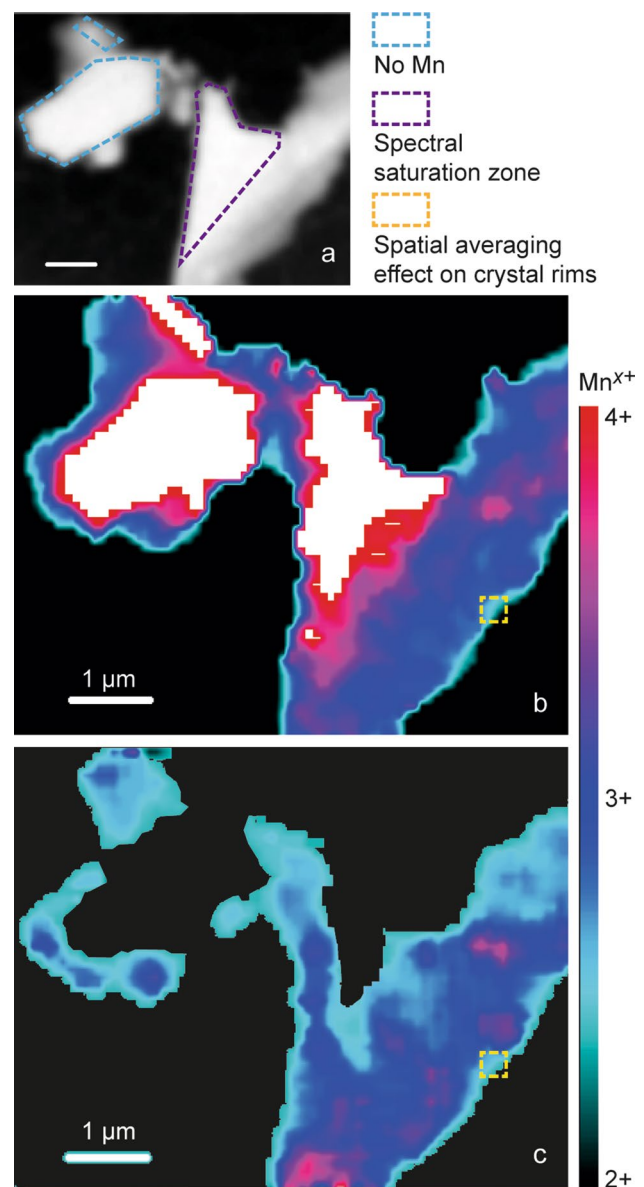 No Mn
Spectral
saturation zone
Spatial averaging
effect on crystal rims
a
Mnˣ⁺
4+
1 µm
b
3+
1 µm
c
2+